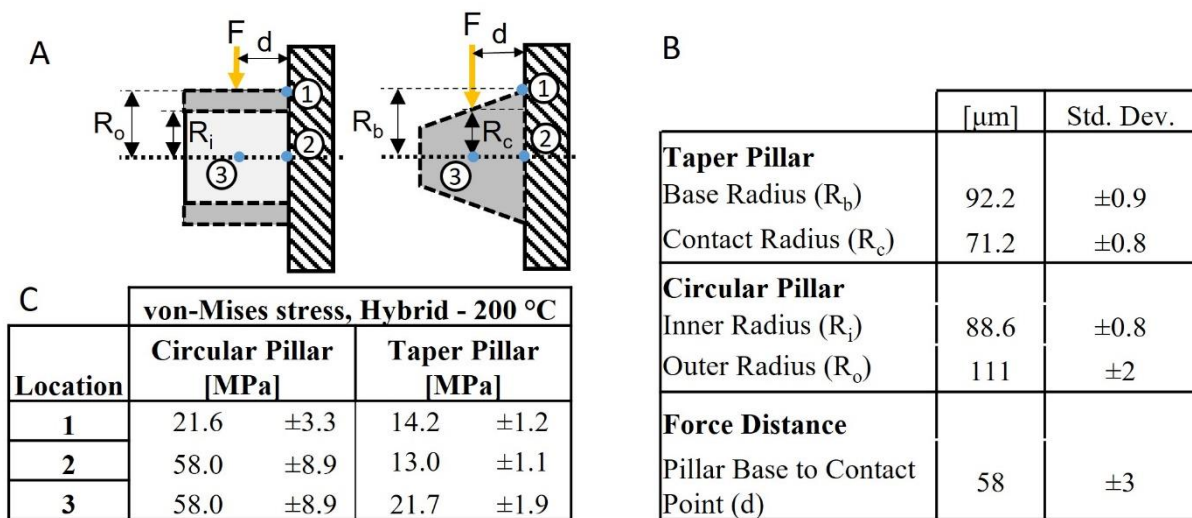 A
F
d
1
R_o
R_i
2
3
F
d
1
R_b
R_c
2
3
B
[µm] Std. Dev.
Taper Pillar
Base Radius (R_b) 92.2 ±0.9
Contact Radius (R_c) 71.2 ±0.8
Circular Pillar
Inner Radius (R_i) 88.6 ±0.8
Outer Radius (R_o) 111 ±2
Force Distance
Pillar Base to Contact
Point (d) 58 ±3
C
von-Mises stress, Hybrid - 200 °C
Circular Pillar Taper Pillar
Location [MPa] [MPa]
1 21.6 ±3.3 14.2 ±1.2
2 58.0 ±8.9 13.0 ±1.1
3 58.0 ±8.9 21.7 ±1.9